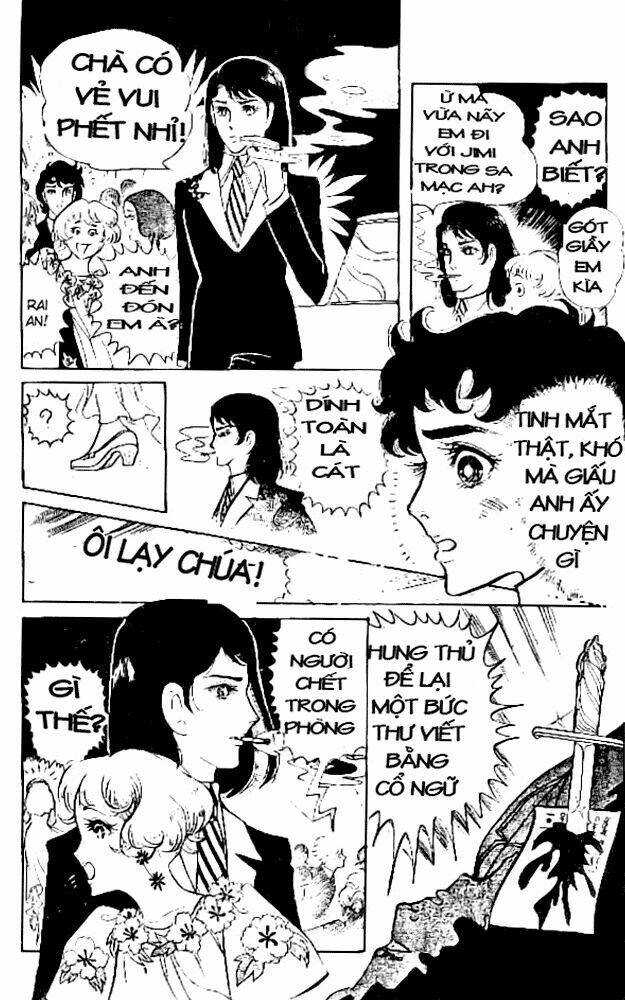 CHÀ CÓ
VẺ VUI
PHẾT NHỈ!
ANH
ĐẾN
ĐÓN
EM À?
RAI
AN!
Ừ MÀ
VỪA NÃY
EM ĐI
VỚI JIMI
TRONG SA
MẠC AH?
SAO
ANH
BIẾT?
GÓT
GIẦY
EM
KÌA
?
DÍNH
TOÀN
LÀ
CÁT
TINH MẮT
THẬT, KHÓ
MÀ GIẤU
ANH ẤY
CHUYỆN
GÌ
ÔI LẠY CHÚA!
GÌ
THẾ?
CÓ
NGƯỜI
CHẾT
TRONG
PHÒNG
HUNG THỦ
ĐỂ LẠI
MỘT BỨC
THƯ VIẾT
BẰNG
CỔ NGỮ